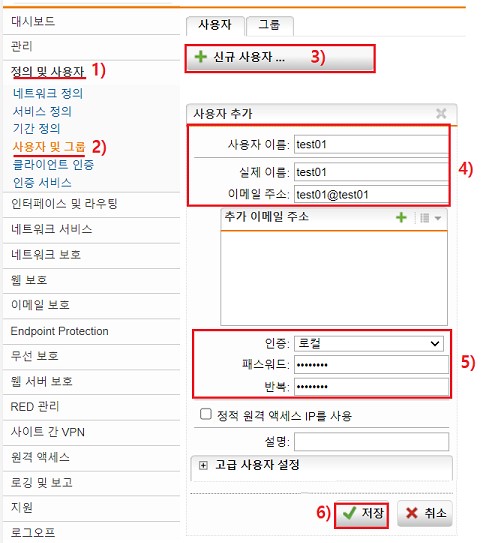 대시보드
관리
정의 및 사용자 1)
네트워크 정의
서비스 정의
기간 정의
사용자 및 그룹 2)
클라이언트 인증
인증 서비스
인터페이스 및 라우팅
네트워크 서비스
네트워크 보호
웹 보호
이메일 보호
Endpoint Protection
무선 보호
웹 서버 보호
RED 관리
사이트 간 VPN
원격 액세스
로깅 및 보고
지원
로그오프
사용자 그룹
신규 사용자 ... 3)
사용자 추가
사용자 이름: test01
실제 이름: test01
이메일 주소: test01@test01
4)
추가 이메일 주소
인증: 로컬
패스워드: ••••••••
반복: ••••••••
5)
정적 원격 액세스 IP를 사용
설명:
고급 사용자 설정
6) 저장 취소